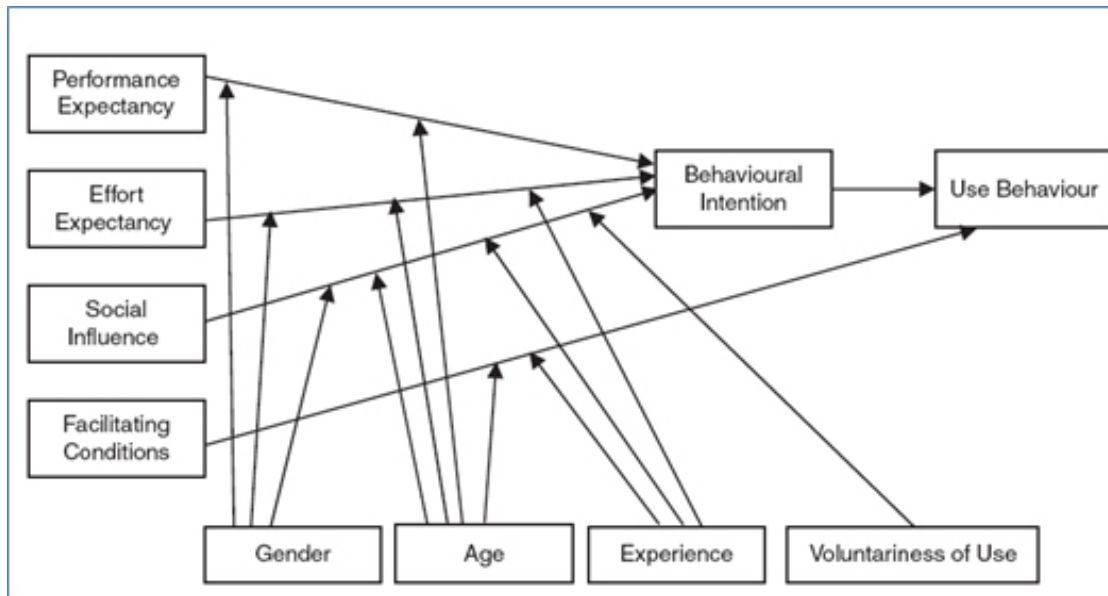 Performance
Expectancy
Effort
Expectancy
Social
Influence
Facilitating
Conditions
Behavioural
Intention
Use Behaviour
Gender
Age
Experience
Voluntariness of Use